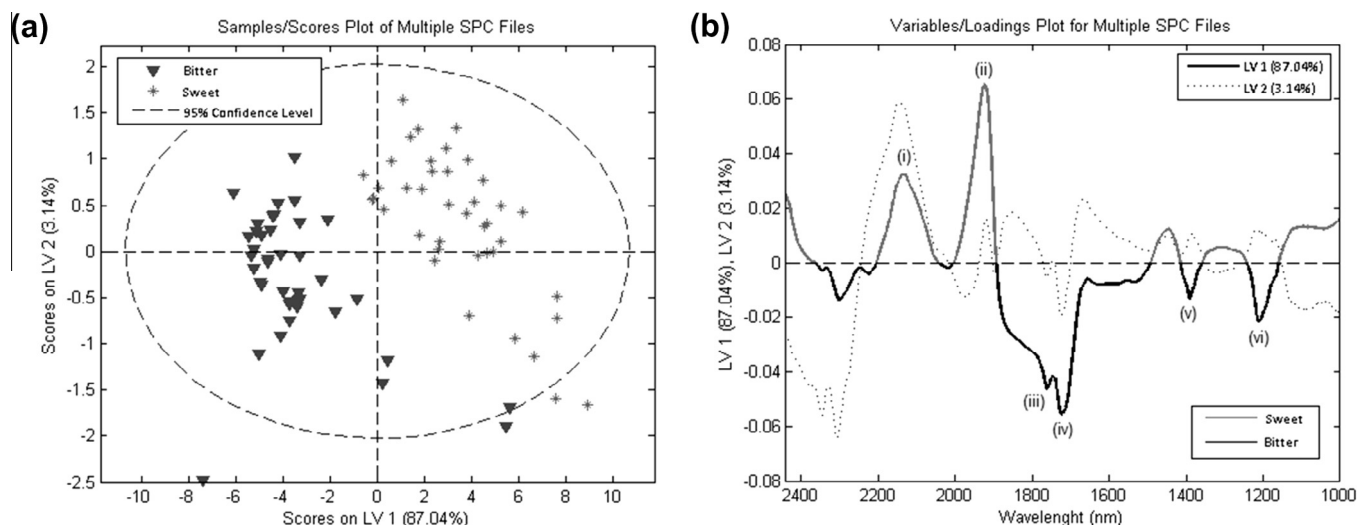 (a)
Samples/Scores Plot of Multiple SPC Files
Bitter
Sweet
95% Confidence Level
Scores on LV 2 (3.14%)
2
1.5
1
0.5
0
-0.5
-1
-1.5
-2
-2.5
-10 -8 -6 -4 -2 0 2 4 6 8 10
Scores on LV 1 (87.04%)
(b)
Variables/Loadings Plot for Multiple SPC Files
LV 1 (87.04%)
LV 2 (3.14%)
LV 1 (87.04%), LV 2 (3.14%)
0.08
0.06
0.04
0.02
0
-0.02
-0.04
-0.06
-0.08
(i)
(ii)
(iii)
(iv)
(v)
(vi)
Sweet
Bitter
2400 2200 2000 1800 1600 1400 1200 1000
Wavelenght (nm)